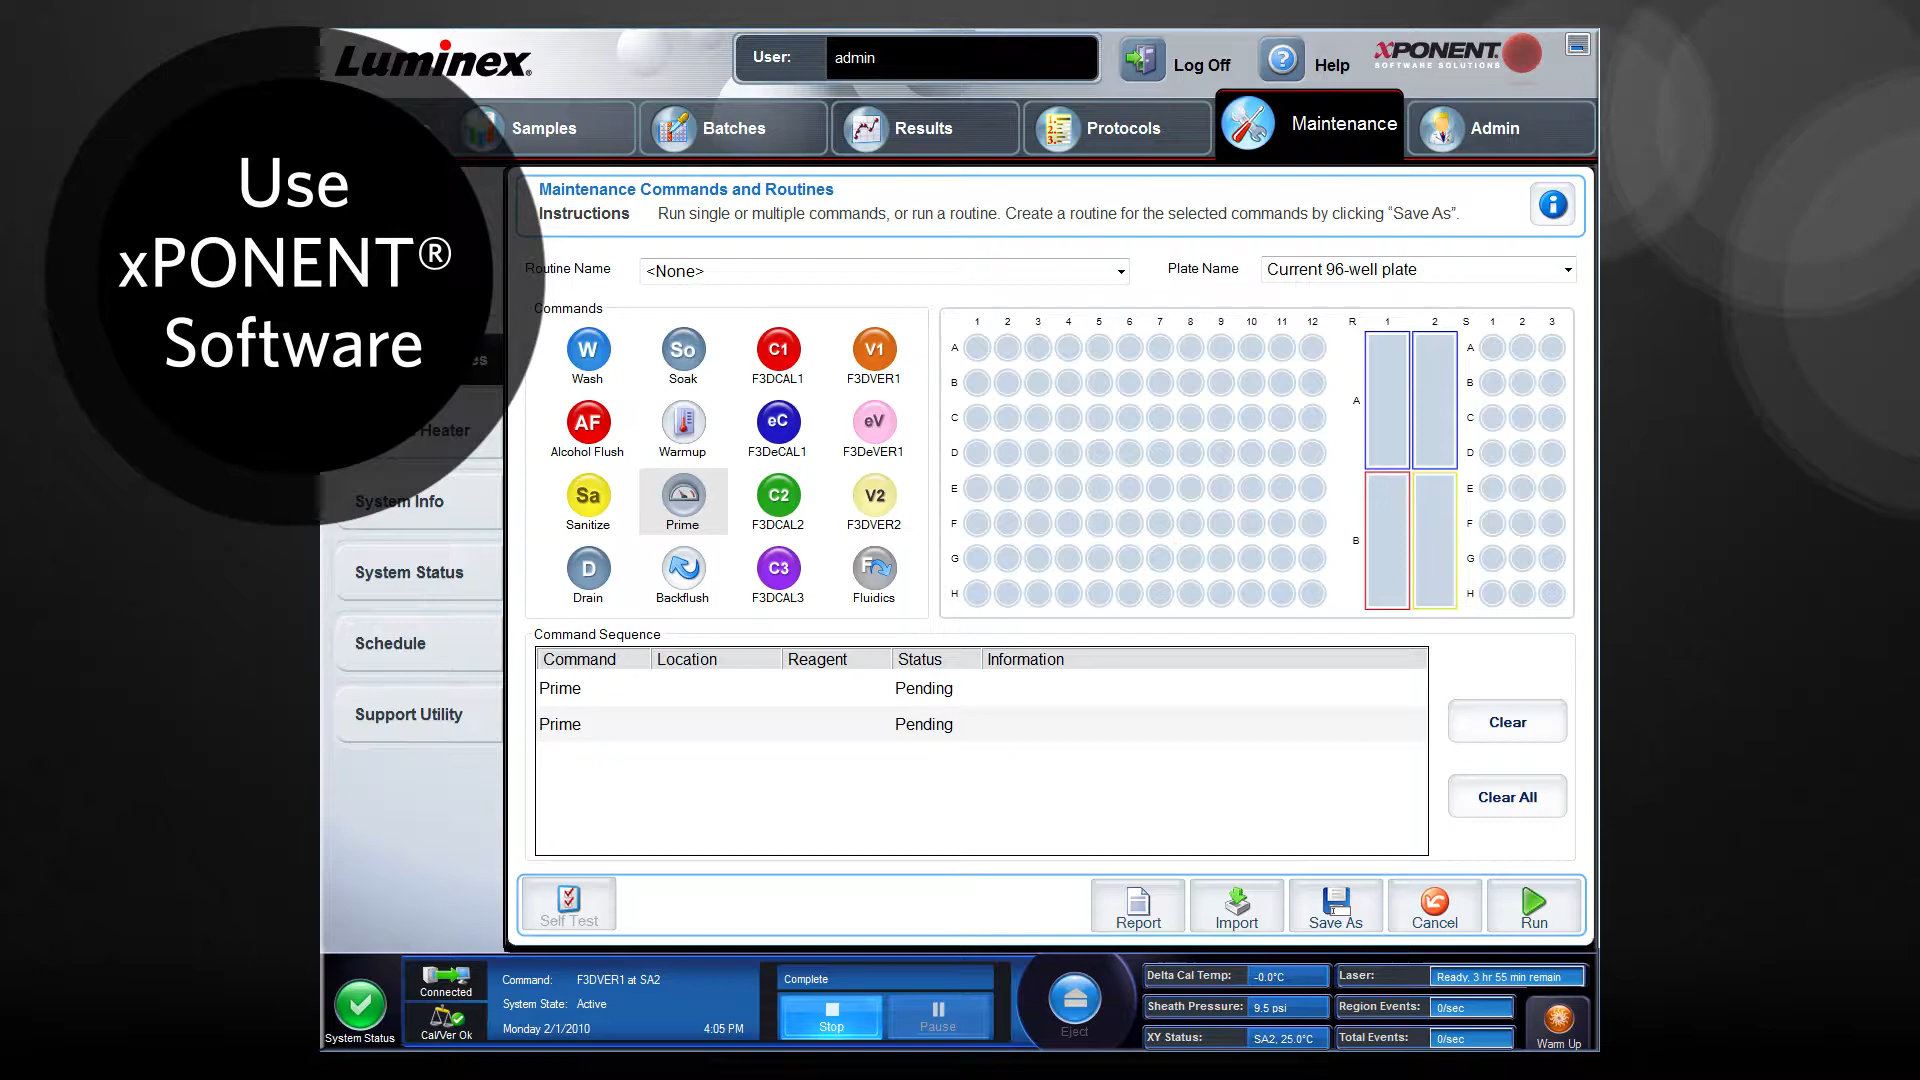 Use
xPONENT®
Software
Luminex®
User: admin
Log Off
Help
xPONENT.
SOFTWARE SOLUTIONS
Samples
Batches
Results
Protocols
Maintenance
Admin
Maintenance Commands and Routines
Instructions Run single or multiple commands, or run a routine. Create a routine for the selected commands by clicking “Save As”.
Routine Name <None>
Plate Name Current 96-well plate
Heater
System Info
System Status
Schedule
Support Utility
Commands
W So C1 V1
Wash Soak F3DCAL1 F3DVER1
AF eC eV
Alcohol Flush Warmup F3DeCAL1 F3DeVER1
Sa C2 V2
Sanitize Prime F3DCAL2 F3DVER2
D C3 F
Drain Backflush F3DCAL3 Fluidics
1 2 3 4 5 6 7 8 9 10 11 12 R 1 2 S 1 2 3
A A
B B
C A C
D D
E E
F B F
G G
H H
Command Sequence
Command Location Reagent Status Information
Prime Pending
Prime Pending
Clear
Clear All
Self Test
Report
Import
Save As
Cancel
Run
System Status
Connected
Cal/Ver Ok
Command: F3DVER1 at SA2
System State: Active
Monday 2/1/2010 4:05 PM
Complete
Stop
Pause
Eject
Delta Cal Temp: -0.0°C
Sheath Pressure: 9.5 psi
XY Status: SA2, 25.0°C
Laser: Ready, 3 hr 55 min remain
Region Events: 0/sec
Total Events: 0/sec
Warm Up